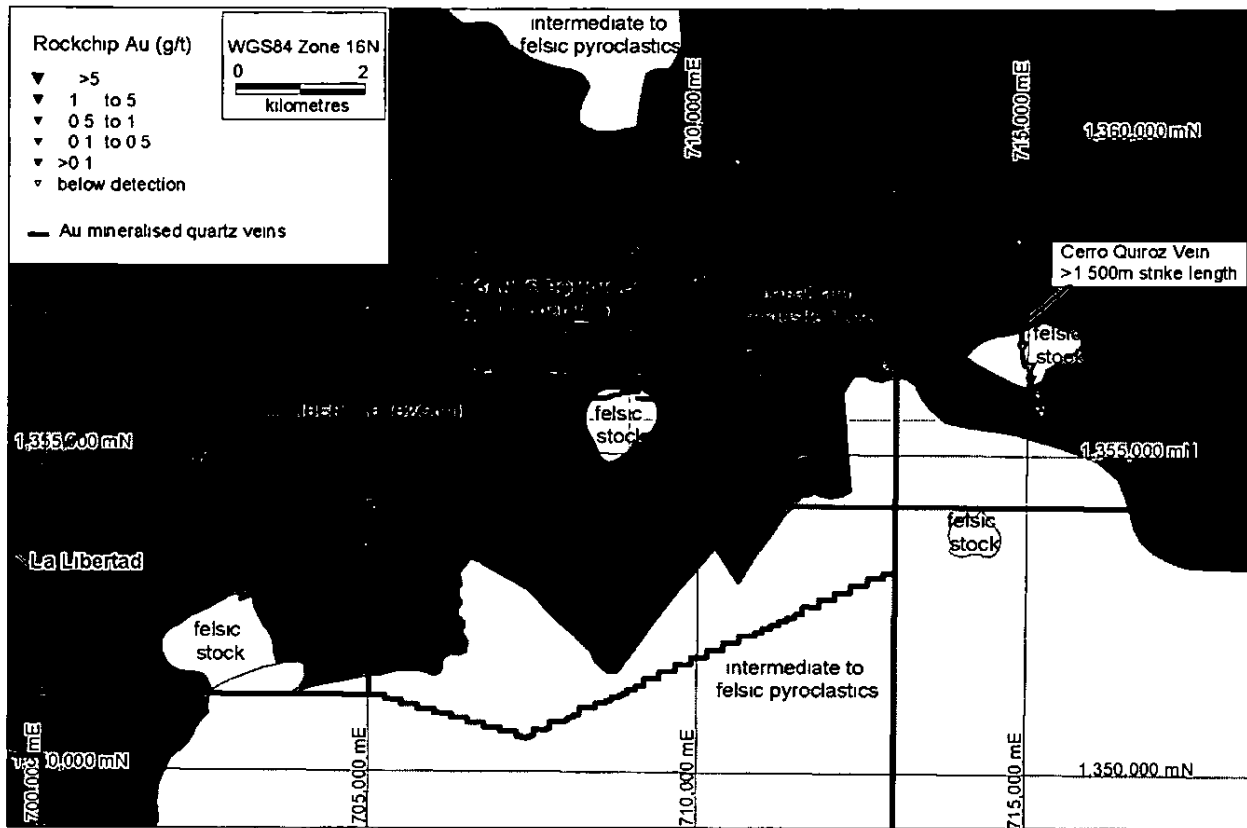 Rockchip Au (g/t)
>5
1 to 5
0 5 to 1
0 1 to 0 5
>0 1
below detection
Au mineralised quartz veins
WGS84 Zone 16N
0 2
kilometres
intermediate to
felsic pyroclastics
710,000 mE
715,000 mE
1,360,000 mN
Cerro Quiroz Vein
>1 500m strike length
felsic
stock
felsic
stock
1,355,000 mN
1,355,000 mN
felsic
stock
La Libertad
felsic
stock
intermediate to
felsic pyroclastics
700,000 mE
705,000 mE
710,000 mE
715,000 mE
1,350,000 mN